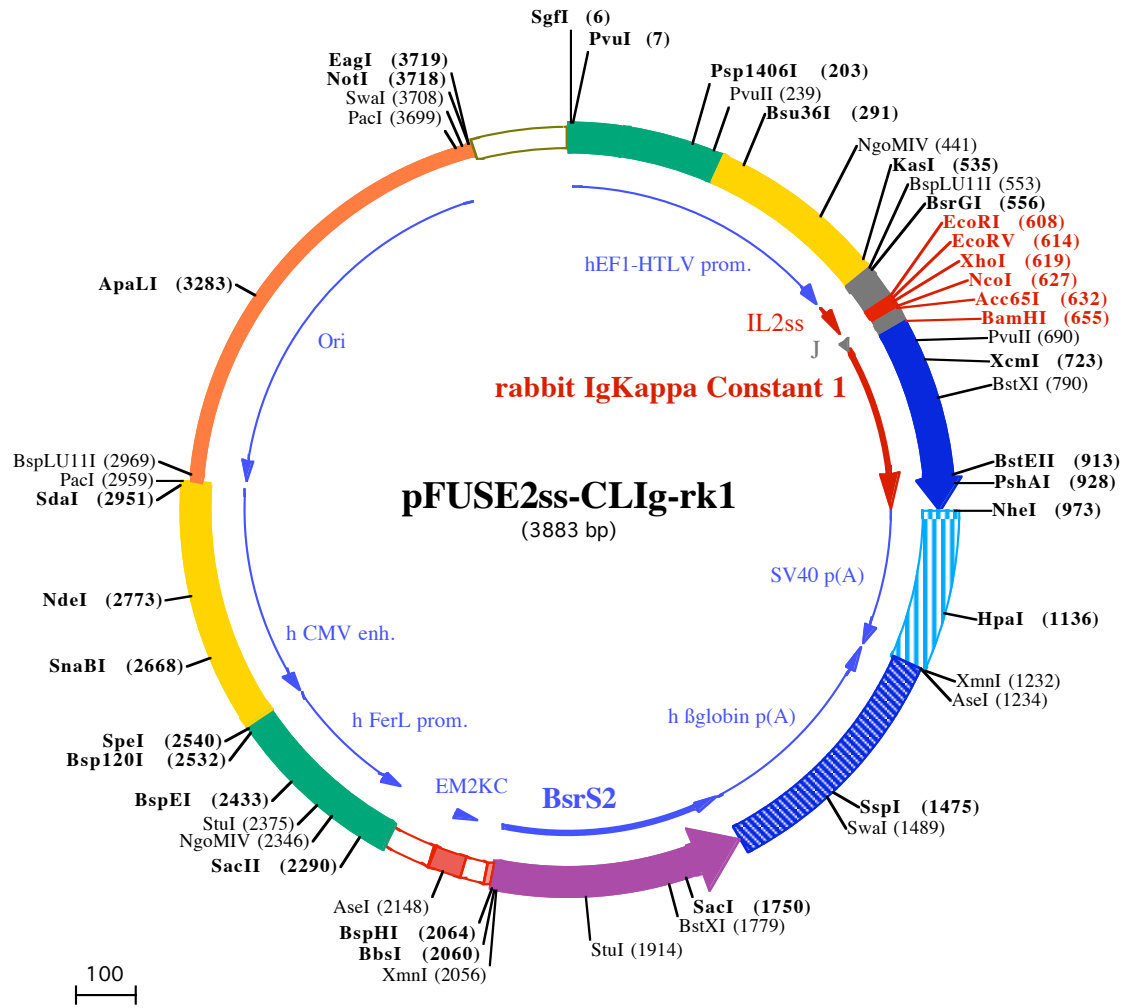 SgfI (6)
PvuI (7)
Psp1406I (203)
PvuII (239)
Bsu36I (291)
NgoMIV (441)
KasI (535)
BspLU11I (553)
BsrGI (556)
EcoRI (608)
EcoRV (614)
XhoI (619)
NcoI (627)
Acc65I (632)
BamHI (655)
PvuII (690)
XcmI (723)
BstXI (790)
BstEII (913)
PshAI (928)
NheI (973)
HpaI (1136)
XmnI (1232)
AseI (1234)
SspI (1475)
SwaI (1489)
SacI (1750)
BstXI (1779)
StuI (1914)
XmnI (2056)
BbsI (2060)
BspHI (2064)
AseI (2148)
SacII (2290)
NgoMIV (2346)
StuI (2375)
BspEI (2433)
Bsp120I (2532)
SpeI (2540)
SnaBI (2668)
NdeI (2773)
SdaI (2951)
PacI (2959)
BspLU11I (2969)
ApaLI (3283)
PacI (3699)
SwaI (3708)
NotI (3718)
EagI (3719)
hEF1-HTLV prom.
IL2ss
J
rabbit IgKappa Constant 1
Ori
pFUSE2ss-CLIg-rk1
(3883 bp)
SV40 p(A)
h CMV enh.
h FerL prom.
h ßglobin p(A)
EM2KC
BsrS2
100